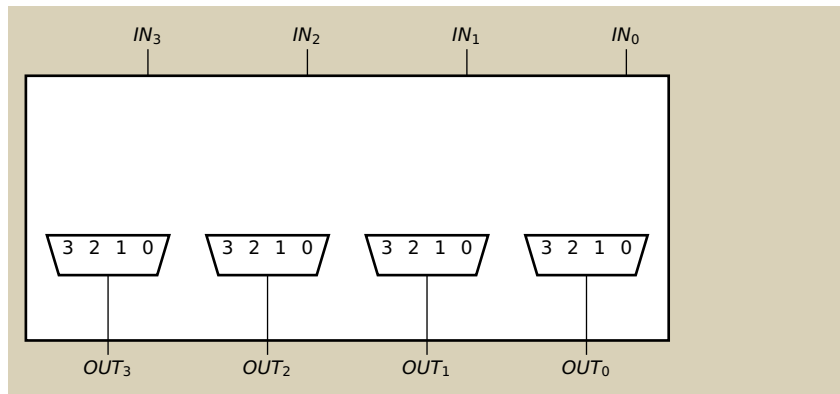 IN₃ IN₂ IN₁ IN₀
3 2 1 0 3 2 1 0 3 2 1 0 3 2 1 0
OUT₃ OUT₂ OUT₁ OUT₀